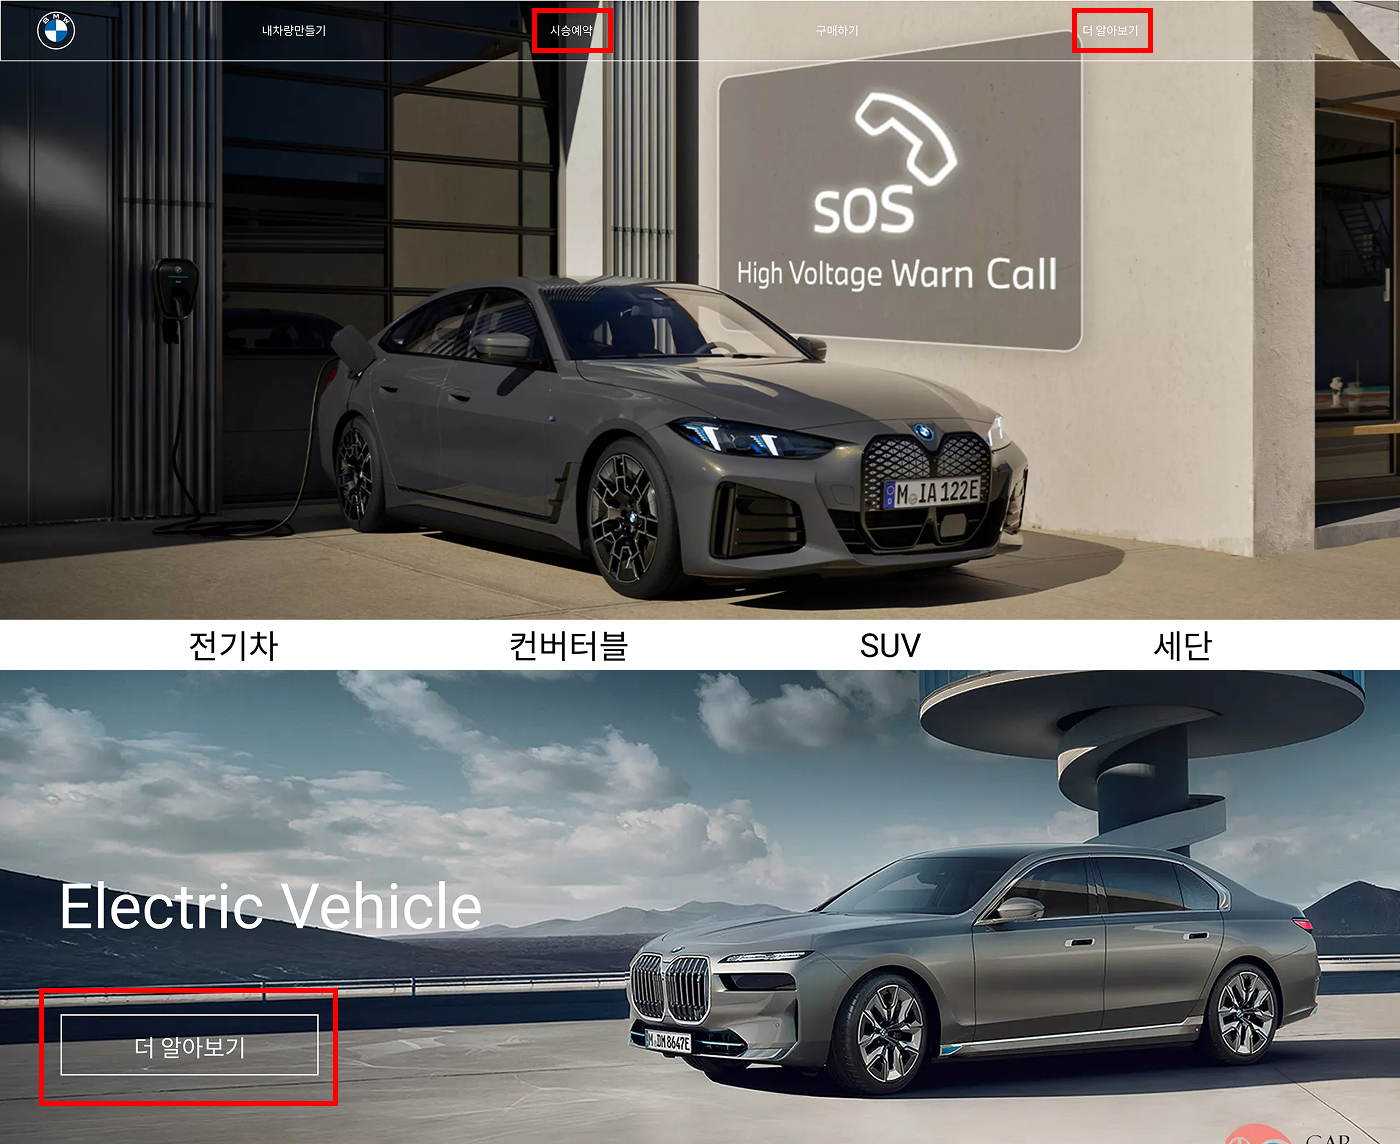 BMW
내차량만들기
시승예약
구매하기
더 알아보기
SOS
High Voltage Warn Call
M IA 122E
전기차
컨버터블
SUV
세단
Electric Vehicle
M DM 8647E
더 알아보기
CAR